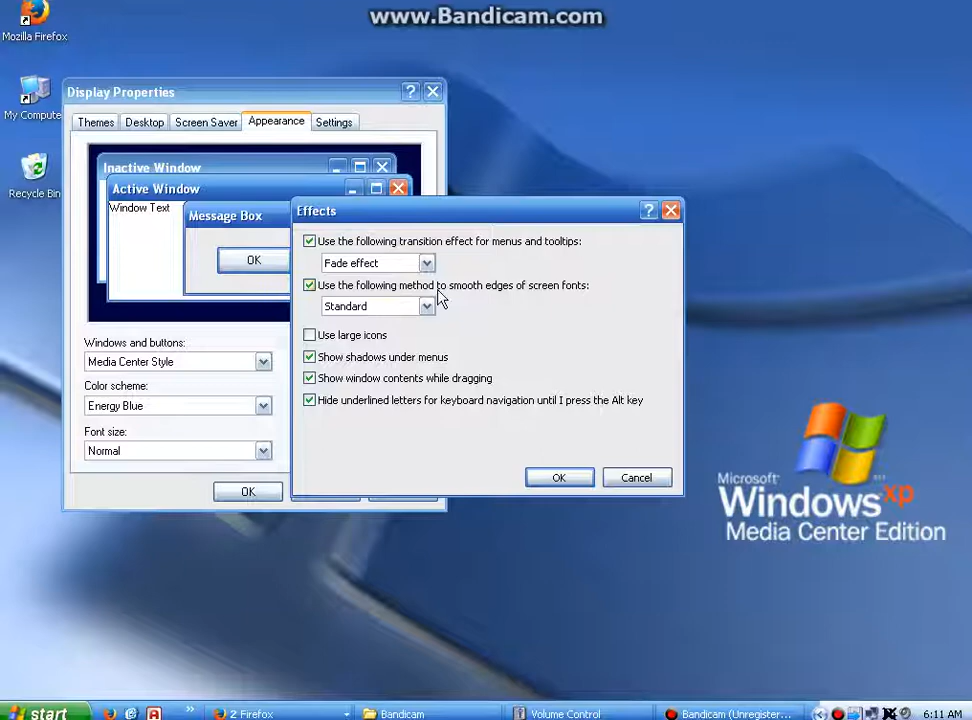 www.Bandicam.com
Mozilla Firefox
My Compute
Recycle Bin
Display Properties
Themes
Desktop
Screen Saver
Appearance
Settings
Inactive Window
Active Window
Window Text
Message Box
OK
Windows and buttons:
Media Center Style
Color scheme:
Energy Blue
Font size:
Normal
OK
Effects
Use the following transition effect for menus and tooltips:
Fade effect
Use the following method to smooth edges of screen fonts:
Standard
Use large icons
Show shadows under menus
Show window contents while dragging
Hide underlined letters for keyboard navigation until I press the Alt key
OK
Cancel
Microsoft
Windows xp
Media Center Edition
start
2 Firefox
Bandicam
Volume Control
Bandicam (Unregister...
6:11 AM